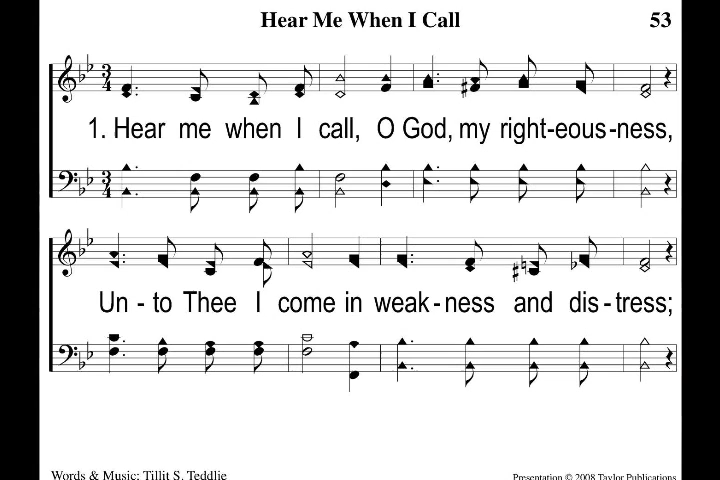 Hear Me When I Call 53
1. Hear me when I call, O God, my right-eous-ness,
Un-to Thee I come in weak-ness and dis-tress;
Words & Music: Tillit S. Teddlie
Presentation © 2008 Taylor Publications